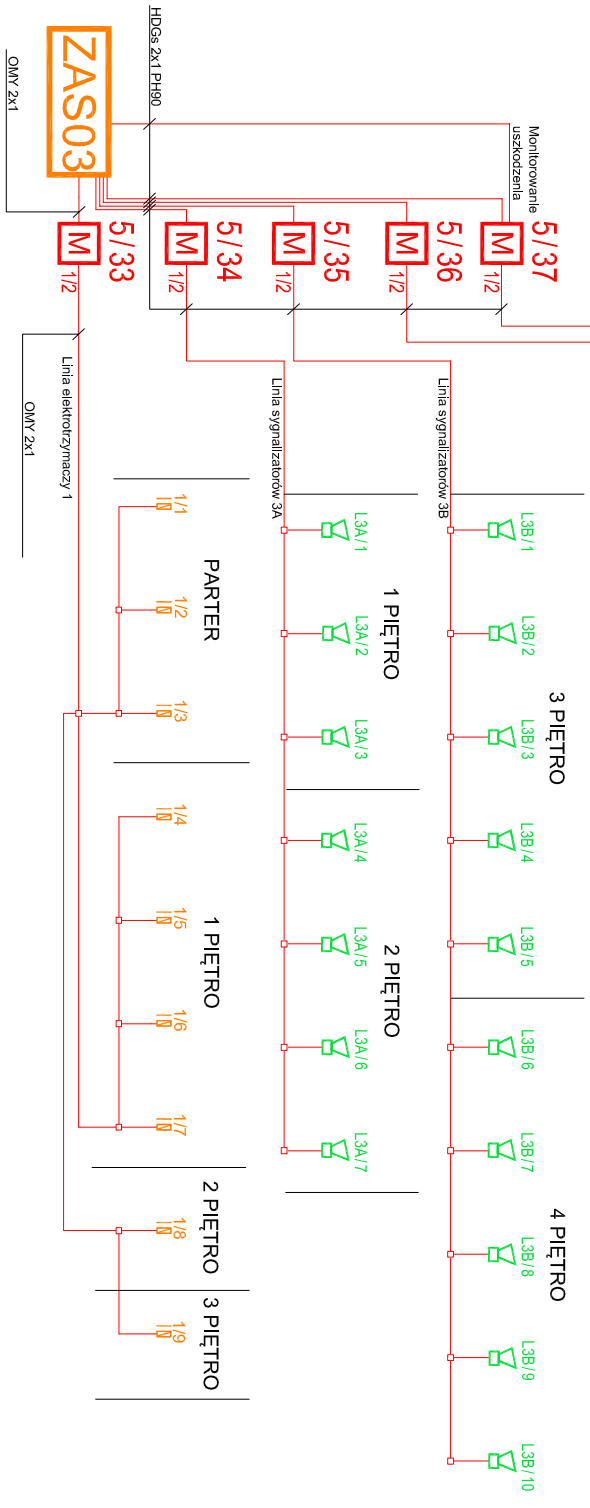 HDGs 2x1 PH90
OMY 2x1
ZAS03
Monitorowanie
uszkodzenia
5/37
M
1/2
5/36
M
1/2
5/35
M
1/2
5/34
M
1/2
5/33
M
1/2
Linia sygnalizatorów 3B
L3B/1
L3B/2
L3B/3
L3B/4
L3B/5
3 PIĘTRO
L3B/6
L3B/7
L3B/8
L3B/9
L3B/10
4 PIĘTRO
Linia sygnalizatorów 3A
L3A/1
L3A/2
L3A/3
1 PIĘTRO
L3A/4
L3A/5
L3A/6
L3A/7
2 PIĘTRO
Linia elektrotrzymaczy 1
OMY 2x1
PARTER
1/1
1/2
1/3
1 PIĘTRO
1/4
1/5
1/6
1/7
2 PIĘTRO
1/8
3 PIĘTRO
1/9